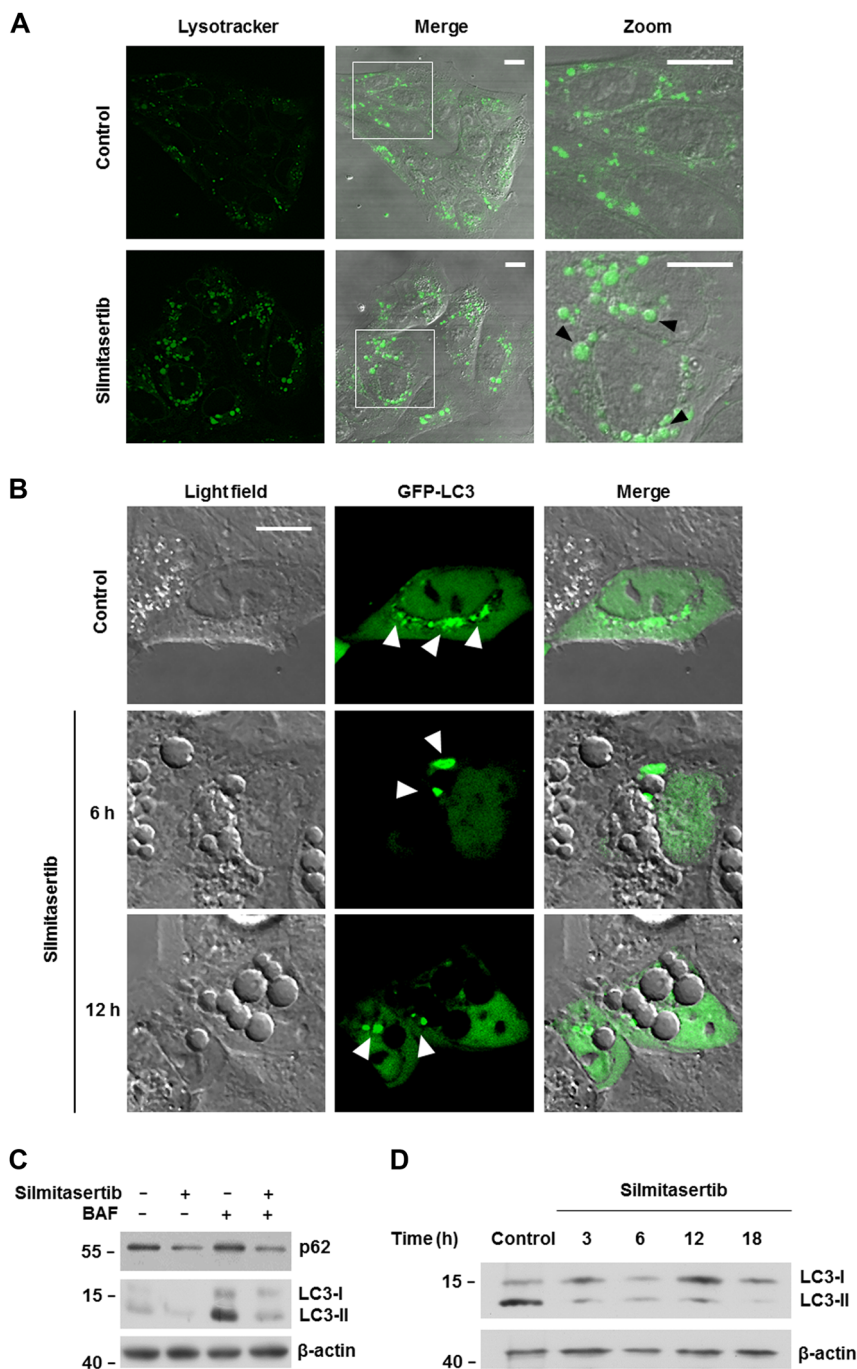 A
Lysotracker Merge Zoom
Control
Silmitasertib
B
Light field GFP-LC3 Merge
Control
Silmitasertib
6 h
12 h
C
Silmitasertib – + – +
BAF – – + +
55 – p62
15 – LC3-I
LC3-II
40 – β-actin
D
Silmitasertib
Time (h) Control 3 6 12 18
15 – LC3-I
LC3-II
40 – β-actin